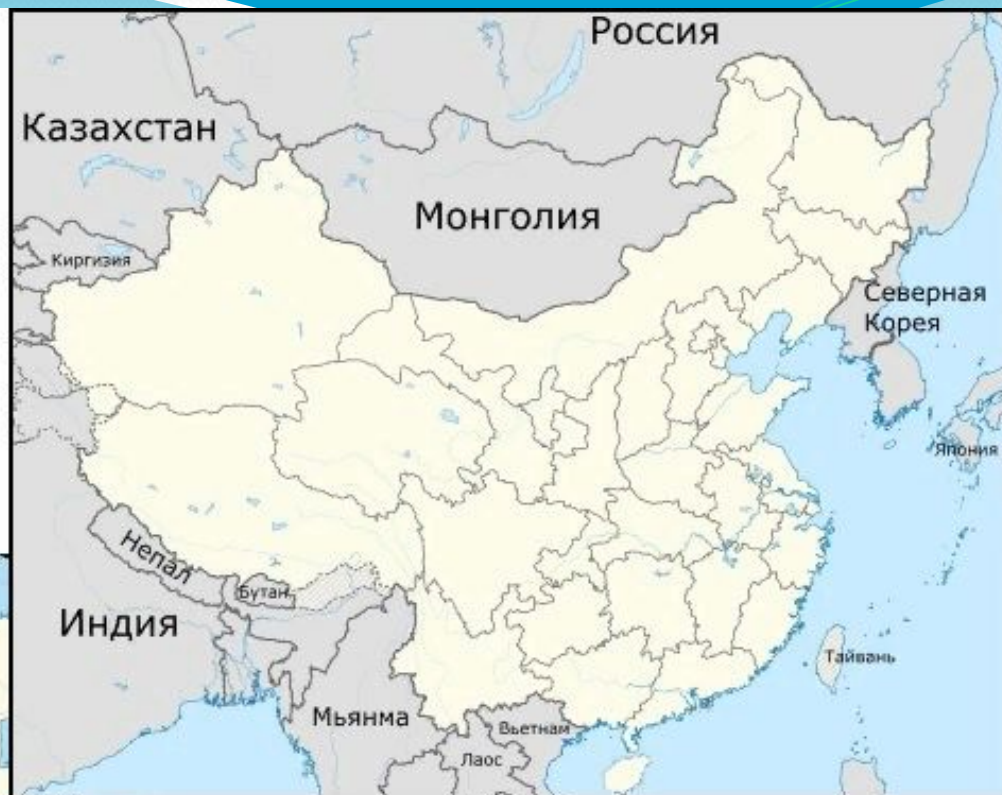 Россия
Казахстан
Монголия
Киргизия
Северная
Корея
Япония
Непал
Бутан
Индия
Тайвань
Мьянма
Вьетнам
Лаос